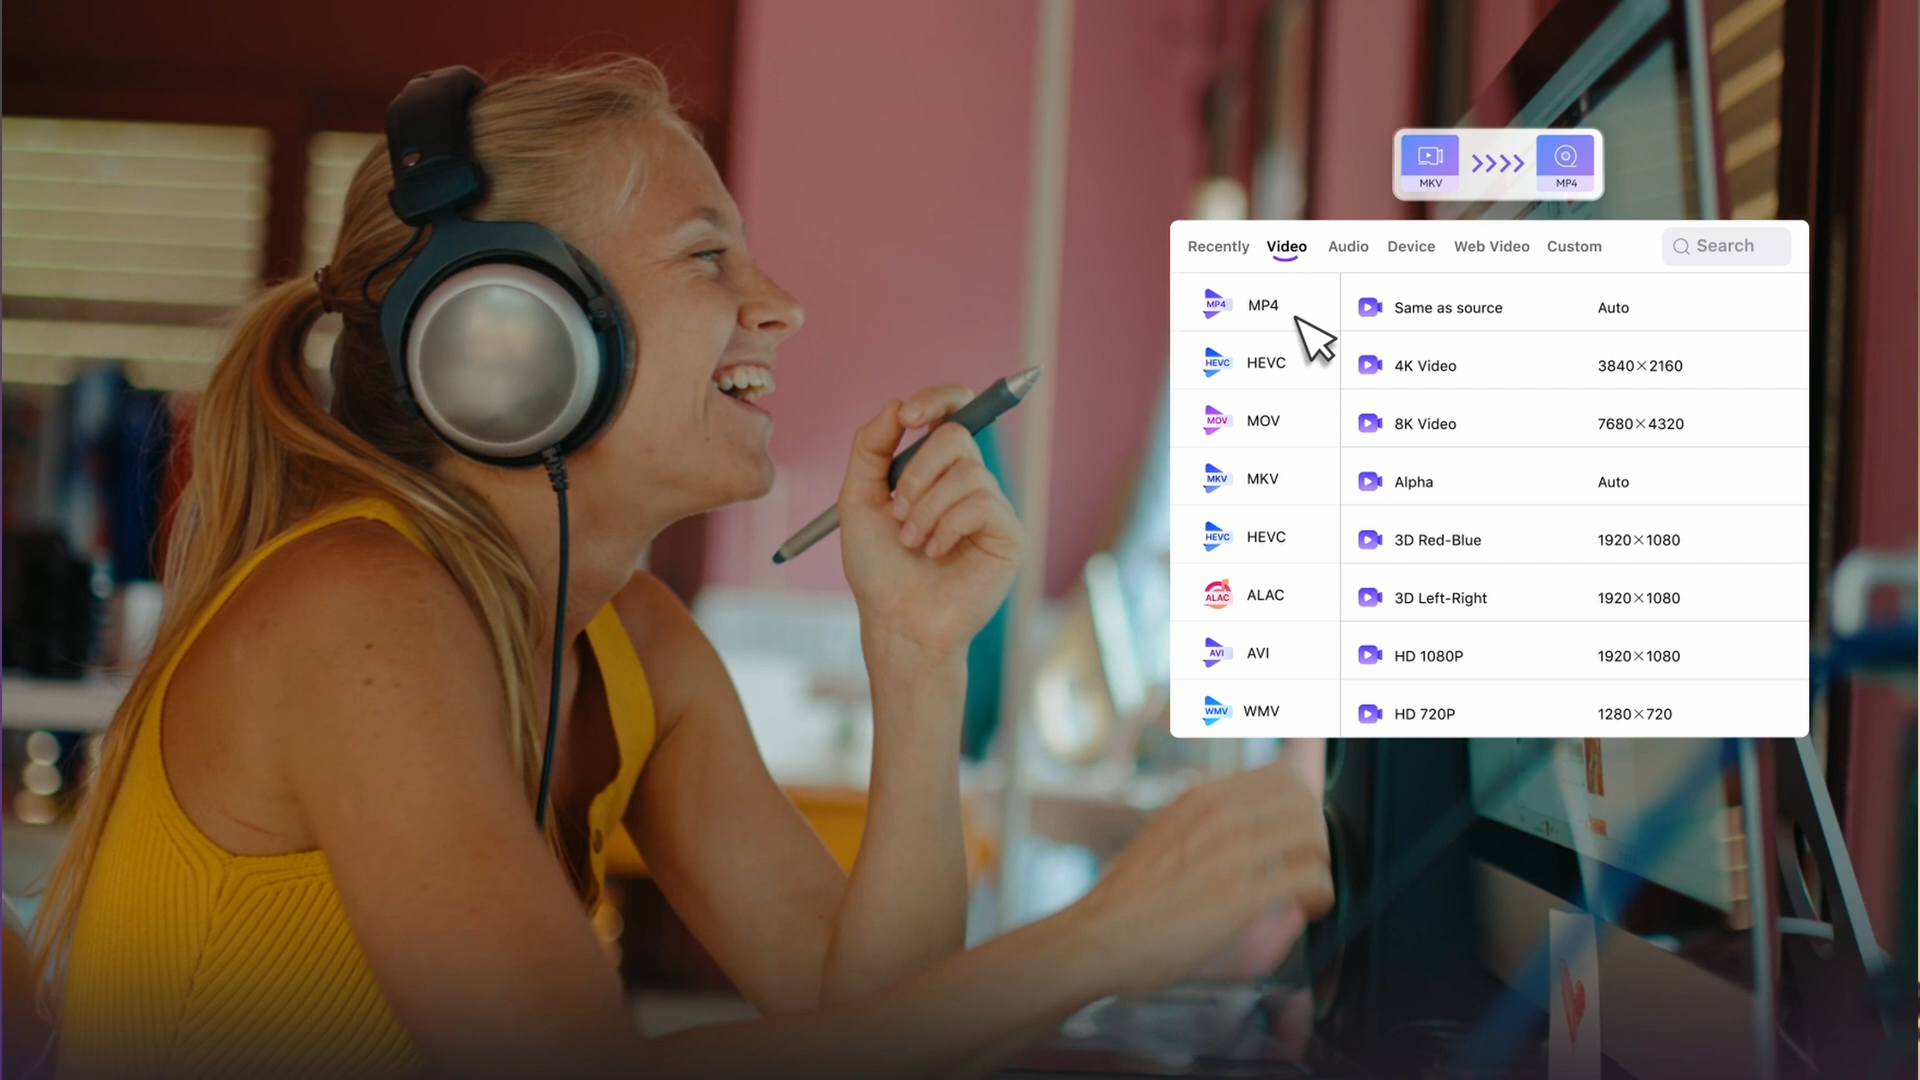 MKV >>>> MP4
Recently Video Audio Device Web Video Custom Search
MP4 MP4 Same as source Auto
HEVC HEVC 4K Video 3840×2160
MOV MOV 8K Video 7680×4320
MKV MKV Alpha Auto
HEVC HEVC 3D Red-Blue 1920×1080
ALAC ALAC 3D Left-Right 1920×1080
AVI AVI HD 1080P 1920×1080
WMV WMV HD 720P 1280×720